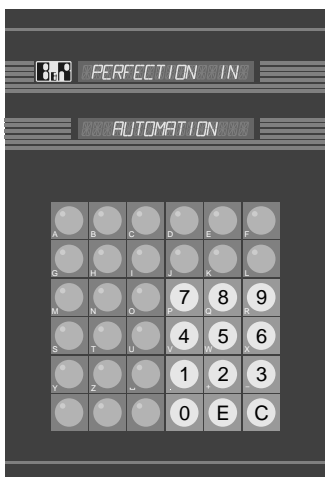 B&R PERFECTION IN
AUTOMATION
A B C D E F
G H I J K L
M N O P 7 Q 8 R 9
S T U V 4 W 5 X 6
Y Z . 1 + 2 - 3
0 E C